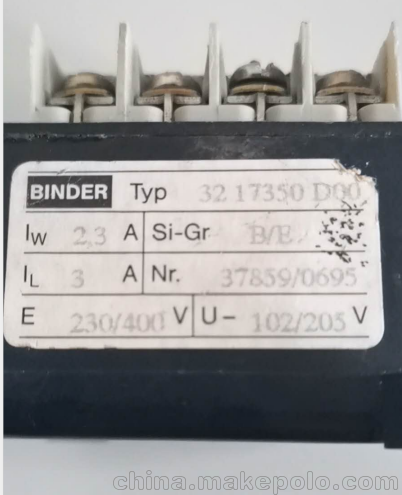 BINDER Typ 32 17350 D00
IW 2,3 A Si-Gr B/E
IL 3 A Nr. 37859/0695
E 230/400 V U- 102/205 V
china.makepolo.com